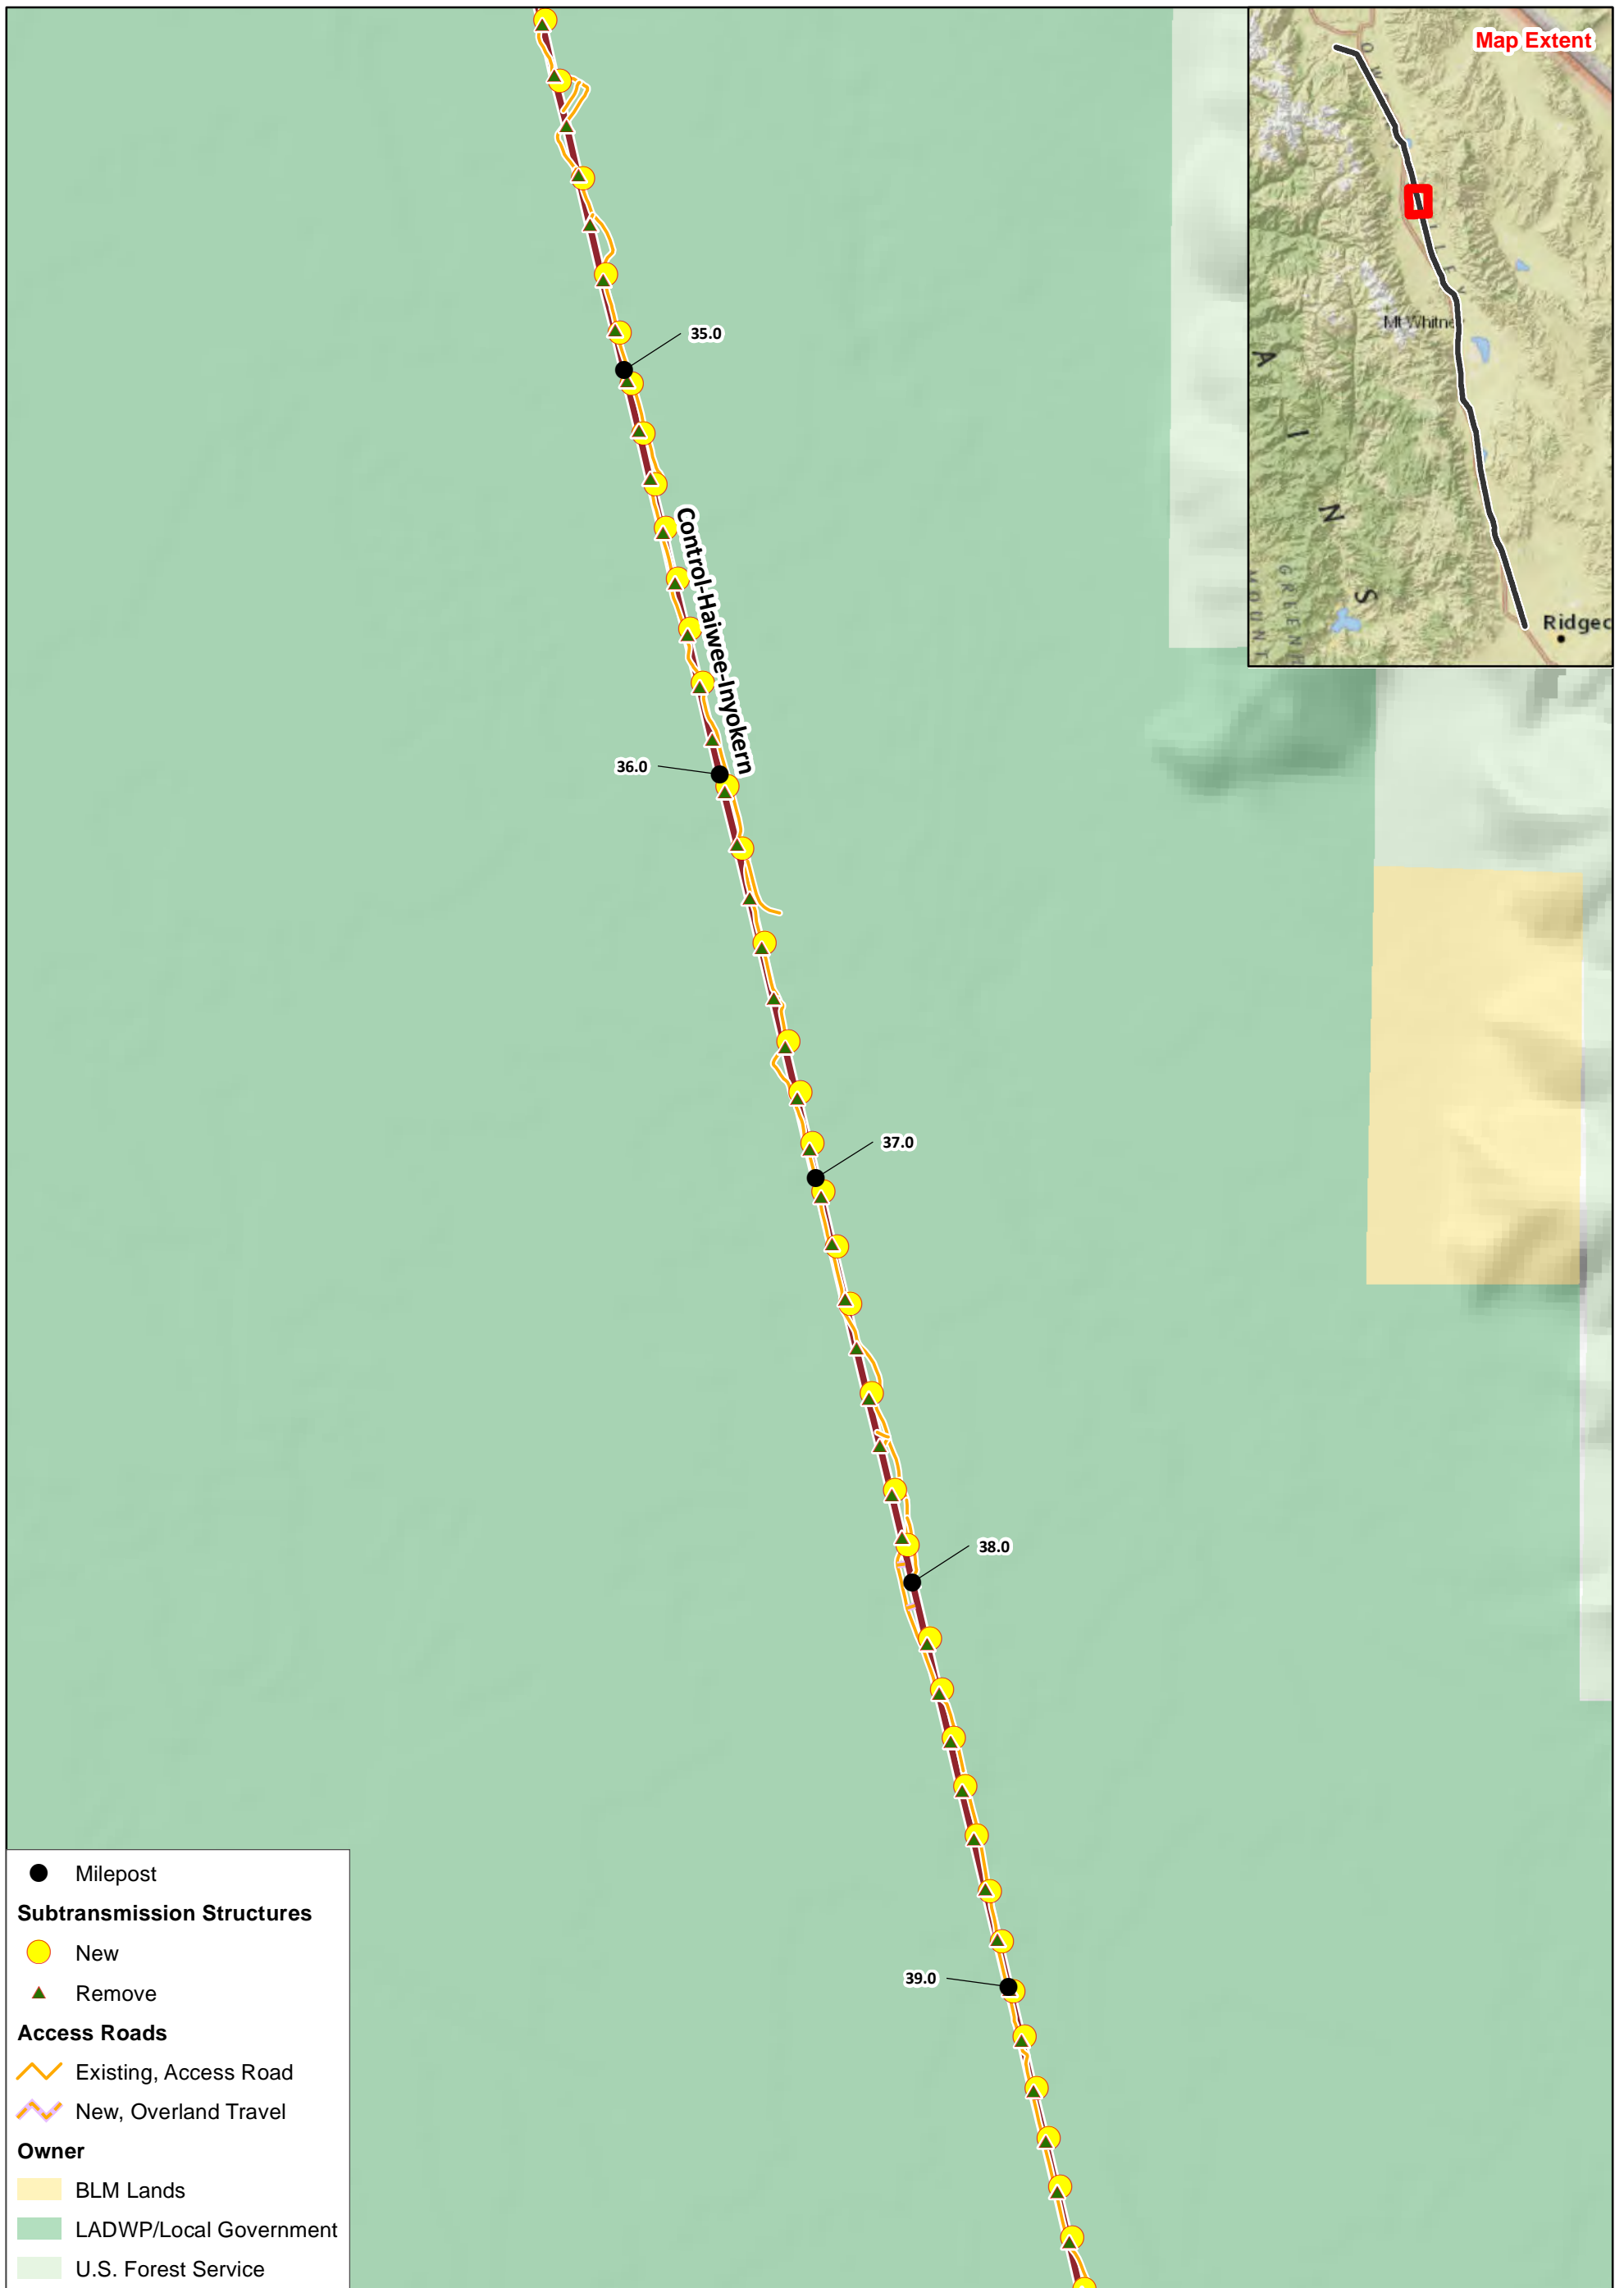 Map Extent
O W
L E Y
Mt Whitney
A
I
N
S
GREENH
MOUNT
Ridgec
35.0
Control-Haiwee-Inyokern
36.0
37.0
38.0
39.0
Milepost
Subtransmission Structures
New
Remove
Access Roads
Existing, Access Road
New, Overland Travel
Owner
BLM Lands
LADWP/Local Government
U.S. Forest Service